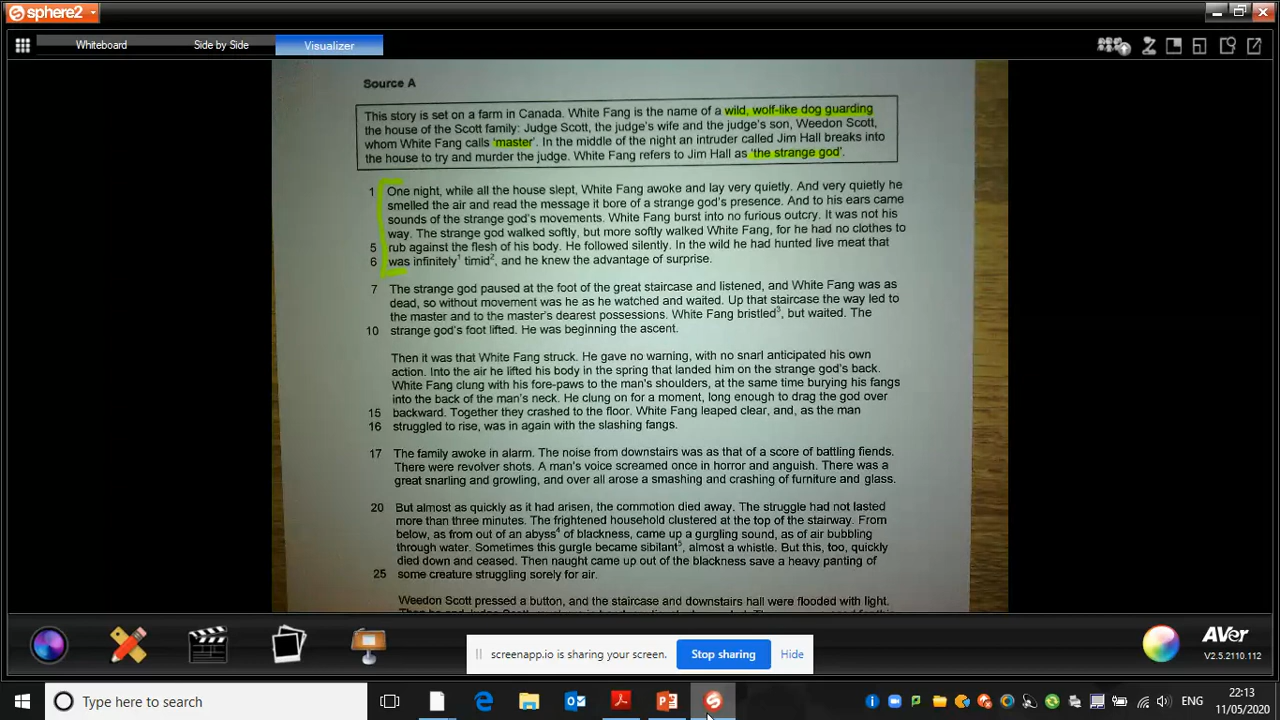 sphere2
Whiteboard Side by Side Visualizer
Source A
This story is set on a farm in Canada. White Fang is the name of a wild, wolf-like dog guarding
the house of the Scott family: Judge Scott, the judge's wife and the judge's son, Weedon Scott,
whom White Fang calls 'master'. In the middle of the night an intruder called Jim Hall breaks into
the house to try and murder the judge. White Fang refers to Jim Hall as 'the strange god'.
1 One night, while all the house slept, White Fang awoke and lay very quietly. And very quietly he
smelled the air and read the message it bore of a strange god's presence. And to his ears came
sounds of the strange god's movements. White Fang burst into no furious outcry. It was not his
way. The strange god walked softly, but more softly walked White Fang, for he had no clothes to
5 rub against the flesh of his body. He followed silently. In the wild he had hunted live meat that
6 was infinitely¹ timid², and he knew the advantage of surprise.
7 The strange god paused at the foot of the great staircase and listened, and White Fang was as
dead, so without movement was he as he watched and waited. Up that staircase the way led to
the master and to the master's dearest possessions. White Fang bristled³, but waited. The
10 strange god's foot lifted. He was beginning the ascent.
Then it was that White Fang struck. He gave no warning, with no snarl anticipated his own
action. Into the air he lifted his body in the spring that landed him on the strange god's back.
White Fang clung with his fore-paws to the man's shoulders, at the same time burying his fangs
into the back of the man's neck. He clung on for a moment, long enough to drag the god over
15 backward. Together they crashed to the floor. White Fang leaped clear, and, as the man
16 struggled to rise, was in again with the slashing fangs.
17 The family awoke in alarm. The noise from downstairs was as that of a score of battling fiends.
There were revolver shots. A man's voice screamed once in horror and anguish. There was a
great snarling and growling, and over all arose a smashing and crashing of furniture and glass.
20 But almost as quickly as it had arisen, the commotion died away. The struggle had not lasted
more than three minutes. The frightened household clustered at the top of the stairway. From
below, as from out of an abyss⁴ of blackness, came up a gurgling sound, as of air bubbling
through water. Sometimes this gurgle became sibilant⁵, almost a whistle. But this, too, quickly
died down and ceased. Then naught came up out of the blackness save a heavy panting of
25 some creature struggling sorely for air.
Weedon Scott pressed a button, and the staircase and downstairs hall were flooded with light.
screenapp.io is sharing your screen. Stop sharing Hide
AVer
V2.5.2110.112
Type here to search
ENG
22:13
11/05/2020